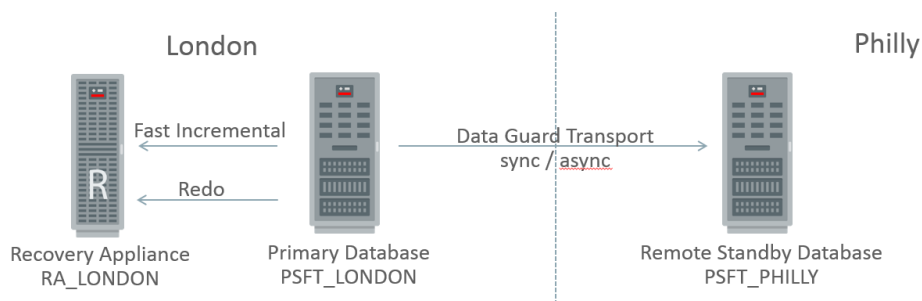 London
Philly
Fast Incremental
Data Guard Transport
sync / async
Redo
R
Recovery Appliance
RA_LONDON
Primary Database
PSFT_LONDON
Remote Standby Database
PSFT_PHILLY